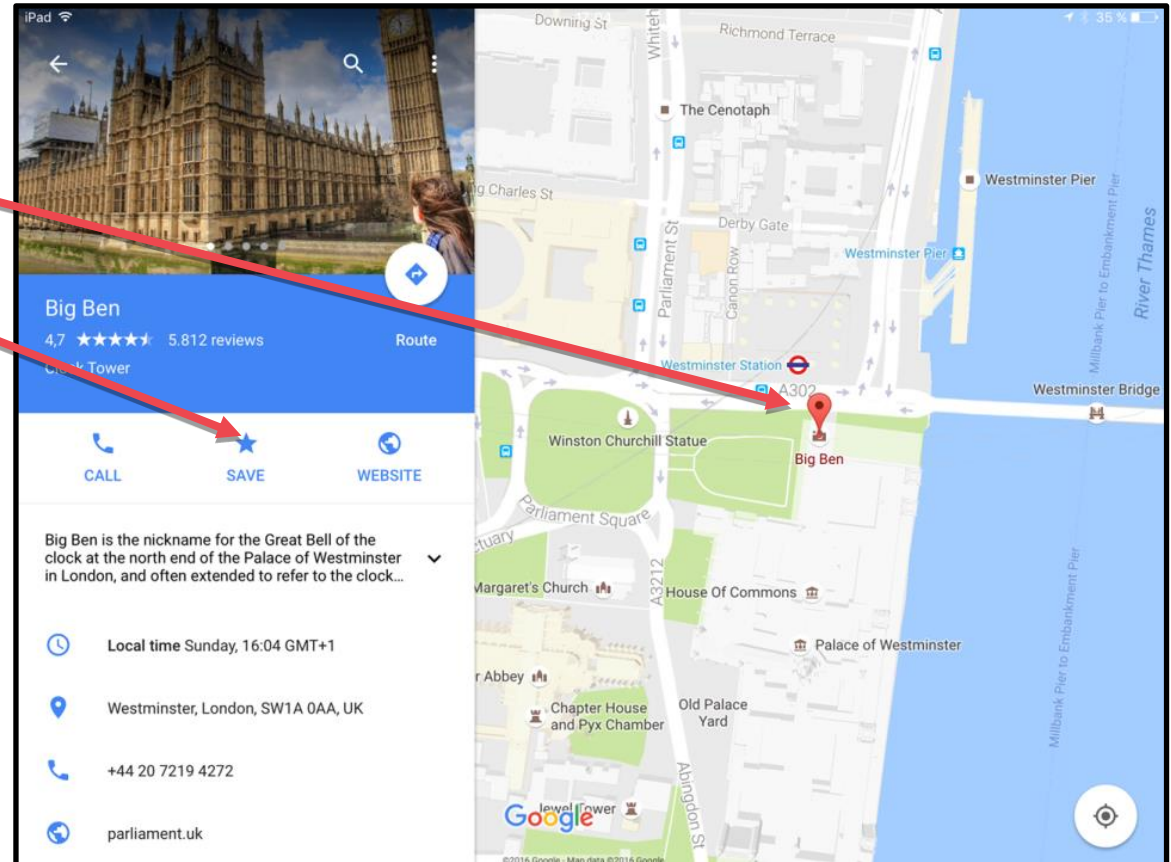 iPad
35 %
Big Ben
4,7
5.812 reviews
Route
Clock Tower
CALL
SAVE
WEBSITE
Big Ben is the nickname for the Great Bell of the
clock at the north end of the Palace of Westminster
in London, and often extended to refer to the clock...
Local time Sunday, 16:04 GMT+1
Westminster, London, SW1A 0AA, UK
+44 20 7219 4272
parliament.uk
Downing St
Whiteh
Richmond Terrace
The Cenotaph
ng Charles St
Westminster Pier
Derby Gate
Parliament St
Canon Row
Westminster Pier
Millbank Pier to Embankment Pier
River Thames
Westminster Station
A302
Westminster Bridge
Winston Churchill Statue
Big Ben
Parliament Square
ctuary
Margaret's Church
A3212
House Of Commons
Palace of Westminster
r Abbey
Chapter House
and Pyx Chamber
Old Palace
Yard
Millbank Pier to Embankment Pier
Abingdon St
Jewel Tower
Google
©2016 Google - Map data ©2016 Google